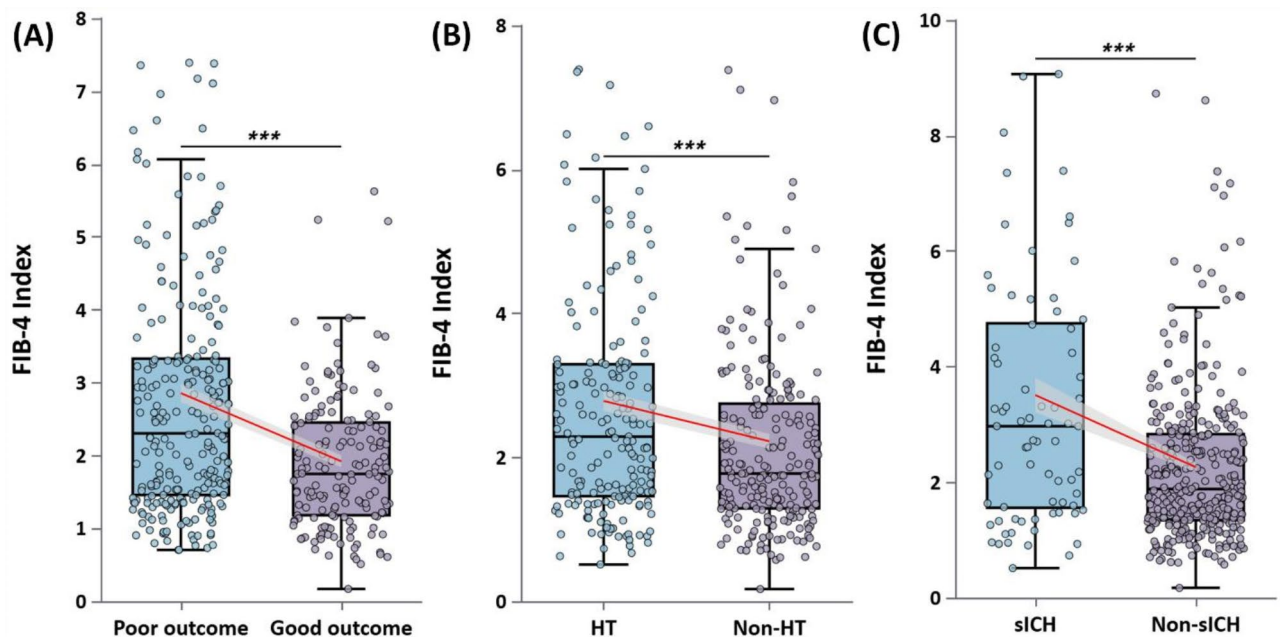 (A)
FIB-4 Index
8
7
6
5
4
3
2
1
0
***
Poor outcome Good outcome
(B)
FIB-4 Index
8
6
4
2
0
***
HT Non-HT
(C)
FIB-4 Index
10
8
6
4
2
0
***
sICH Non-sICH